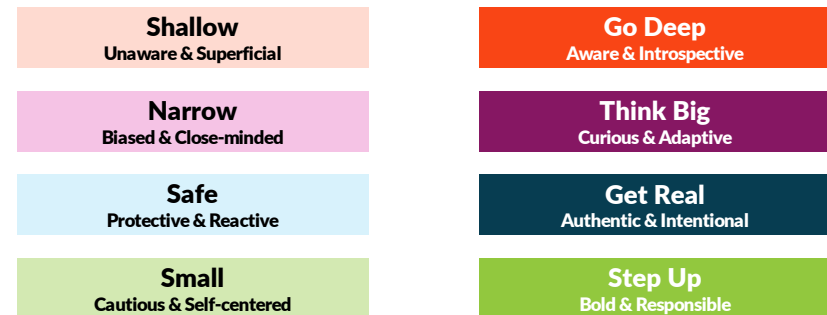 Shallow
Unaware & Superficial
Go Deep
Aware & Introspective
Narrow
Biased & Close-minded
Think Big
Curious & Adaptive
Safe
Protective & Reactive
Get Real
Authentic & Intentional
Small
Cautious & Self-centered
Step Up
Bold & Responsible